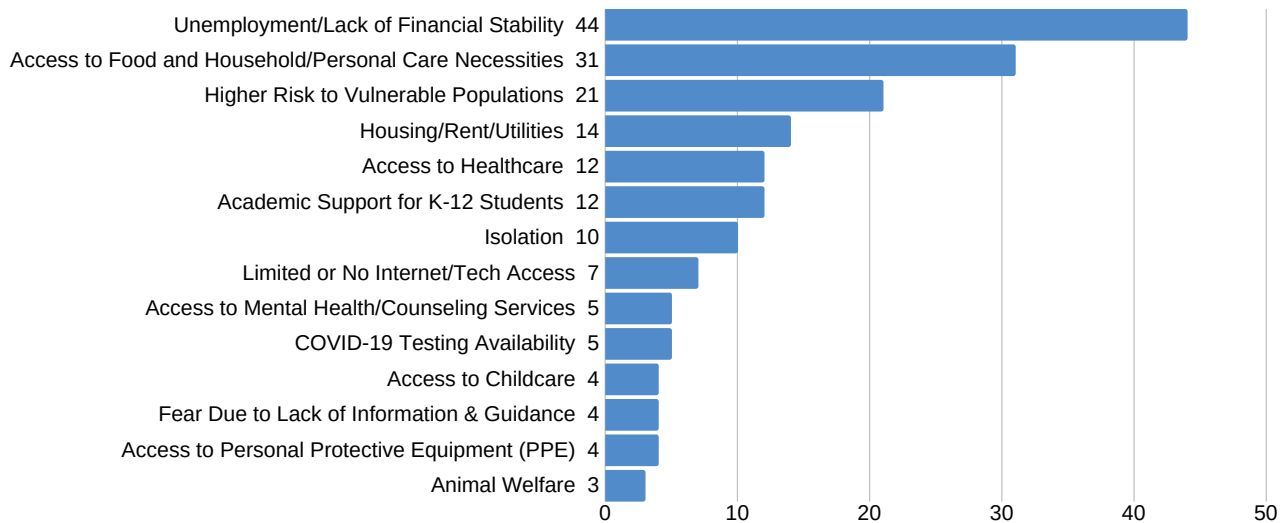 Unemployment/Lack of Financial Stability 44
Access to Food and Household/Personal Care Necessities 31
Higher Risk to Vulnerable Populations 21
Housing/Rent/Utilities 14
Access to Healthcare 12
Academic Support for K-12 Students 12
Isolation 10
Limited or No Internet/Tech Access 7
Access to Mental Health/Counseling Services 5
COVID-19 Testing Availability 5
Access to Childcare 4
Fear Due to Lack of Information & Guidance 4
Access to Personal Protective Equipment (PPE) 4
Animal Welfare 3
0 10 20 30 40 50